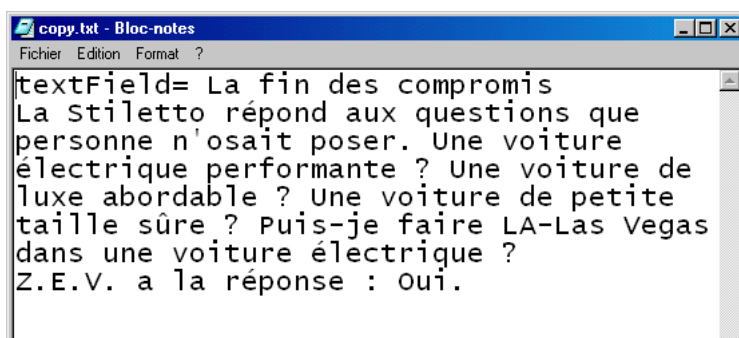 copy.txt - Bloc-notes
Fichier Edition Format ?
textField= La fin des compromis
La Stiletto répond aux questions que
personne n'osait poser. Une voiture
électrique performante ? Une voiture de
luxe abordable ? Une voiture de petite
taille sûre ? Puis-je faire LA-Las Vegas
dans une voiture électrique ?
Z.E.V. a la réponse : Oui.